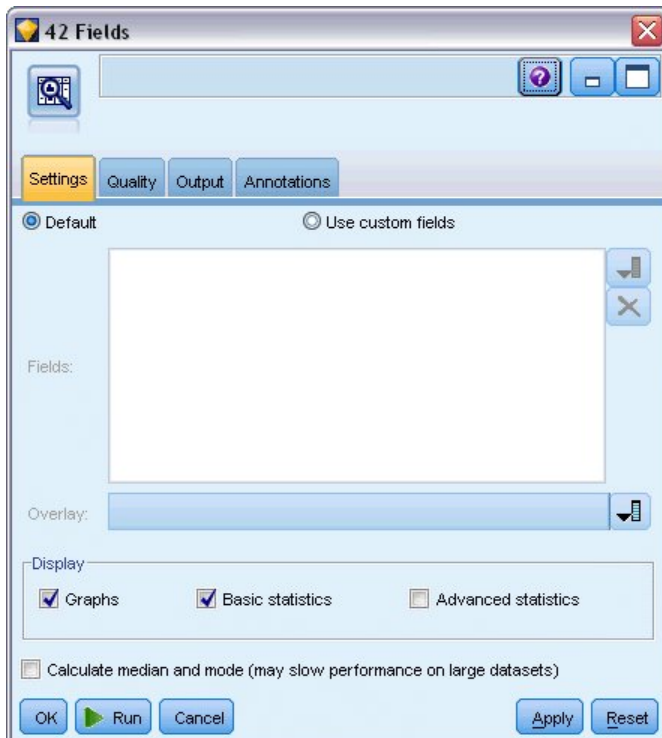 42 Fields
?
Settings Quality Output Annotations
Default Use custom fields
Fields:
Overlay:
Display
Graphs Basic statistics Advanced statistics
Calculate median and mode (may slow performance on large datasets)
OK Run Cancel Apply Reset